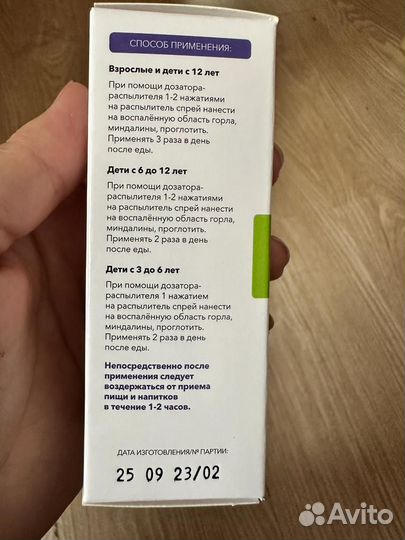 СПОСОБ ПРИМЕНЕНИЯ:
Взрослые и дети с 12 лет
При помощи дозатора-
распылителя 1-2 нажатиями
на распылитель спрей нанести
на воспалённую область горла,
миндалины, проглотить.
Применять 3 раза в день
после еды.
Дети с 6 до 12 лет
При помощи дозатора-
распылителя 1-2 нажатиями
на распылитель спрей нанести
на воспалённую область горла,
миндалины, проглотить.
Применять 2 раза в день
после еды.
Дети с 3 до 6 лет
При помощи дозатора-
распылителя 1 нажатием
на распылитель спрей нанести
на воспалённую область горла,
миндалины, проглотить.
Применять 2 раза в день
после еды.
Непосредственно после
применения следует
воздержаться от приема
пищи и напитков
в течение 1-2 часов.
ДАТА ИЗГОТОВЛЕНИЯ/№ ПАРТИИ:
25 09 23/02
Avito